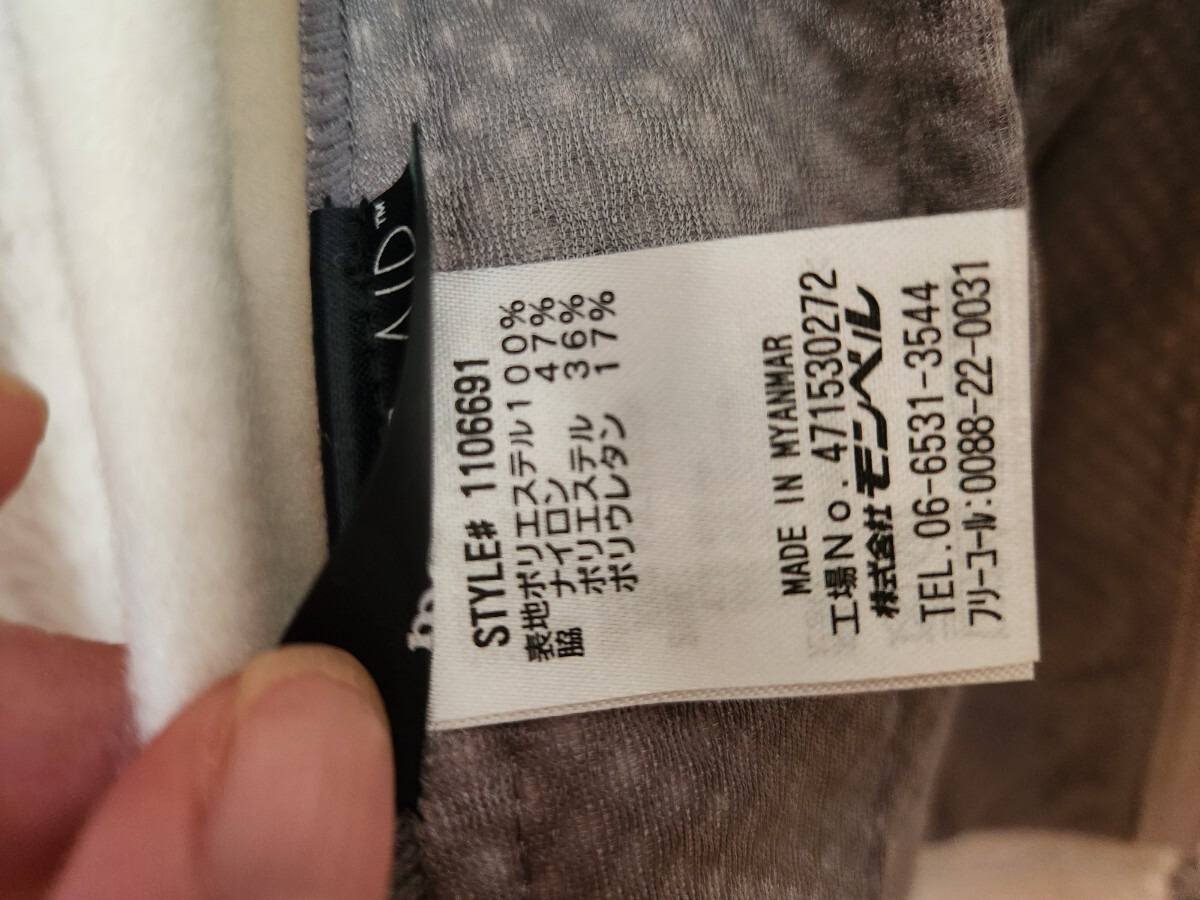 STYLE# 1106691
表地ポリエステル100%
脇 ナイロン 47%
ポリエステル 36%
ポリウレタン 17%
MADE IN MYANMAR
工場No.471530272
株式会社モンベル
TEL.06-6531-3544
フリーコール:0088-22-0031